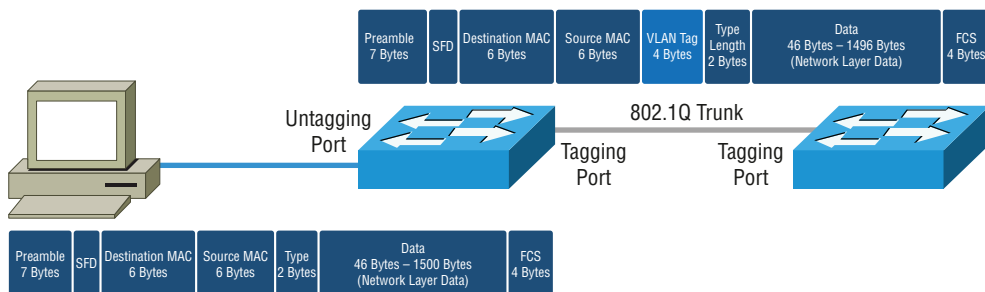 Preamble
7 Bytes
SFD
Destination MAC
6 Bytes
Source MAC
6 Bytes
VLAN Tag
4 Bytes
Type
Length
2 Bytes
Data
46 Bytes – 1496 Bytes
(Network Layer Data)
FCS
4 Bytes
Untagging
Port
802.1Q Trunk
Tagging
Port
Tagging
Port
Preamble
7 Bytes
SFD
Destination MAC
6 Bytes
Source MAC
6 Bytes
Type
2 Bytes
Data
46 Bytes – 1500 Bytes
(Network Layer Data)
FCS
4 Bytes